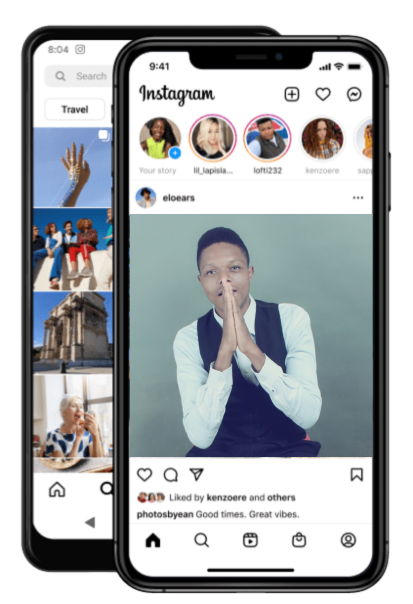 8:04
Search
Travel
9:41
Instagram
Your story
lil_lapisla...
lofti232
kenzoere
sap
eloears
Liked by kenzoere and others
photosbyean Good times. Great vibes.